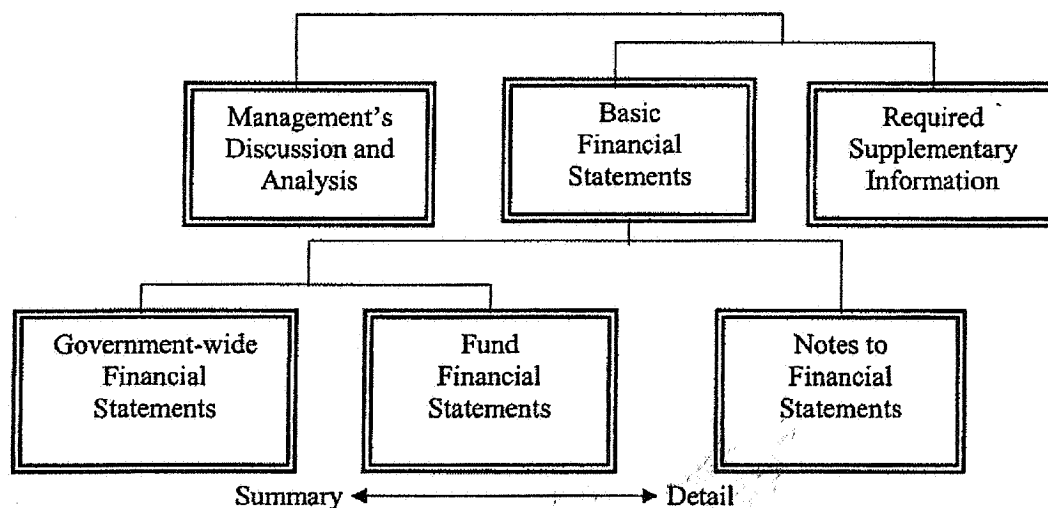 Management's
Discussion and
Analysis
Basic
Financial
Statements
Required
Supplementary
Information
Government-wide
Financial
Statements
Fund
Financial
Statements
Notes to
Financial
Statements
Summary
Detail